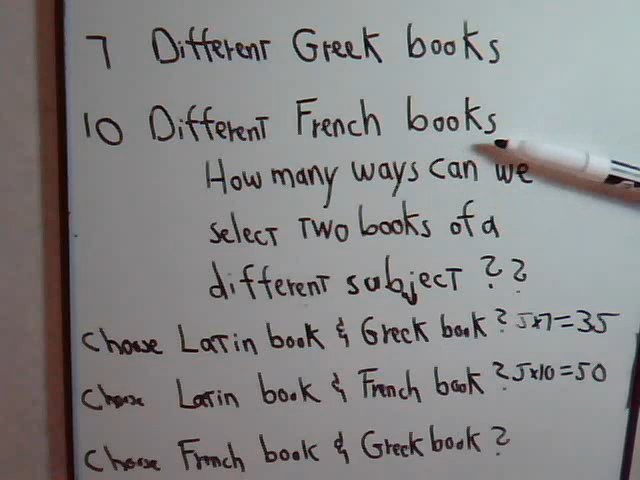 7 Different Greek books
10 Different French books
How many ways can we
select two books of a
different subject ??
Choose Latin book & Greek book? 5x7=35
Choose Latin book & French book? 5x10=50
Choose French book & Greek book?